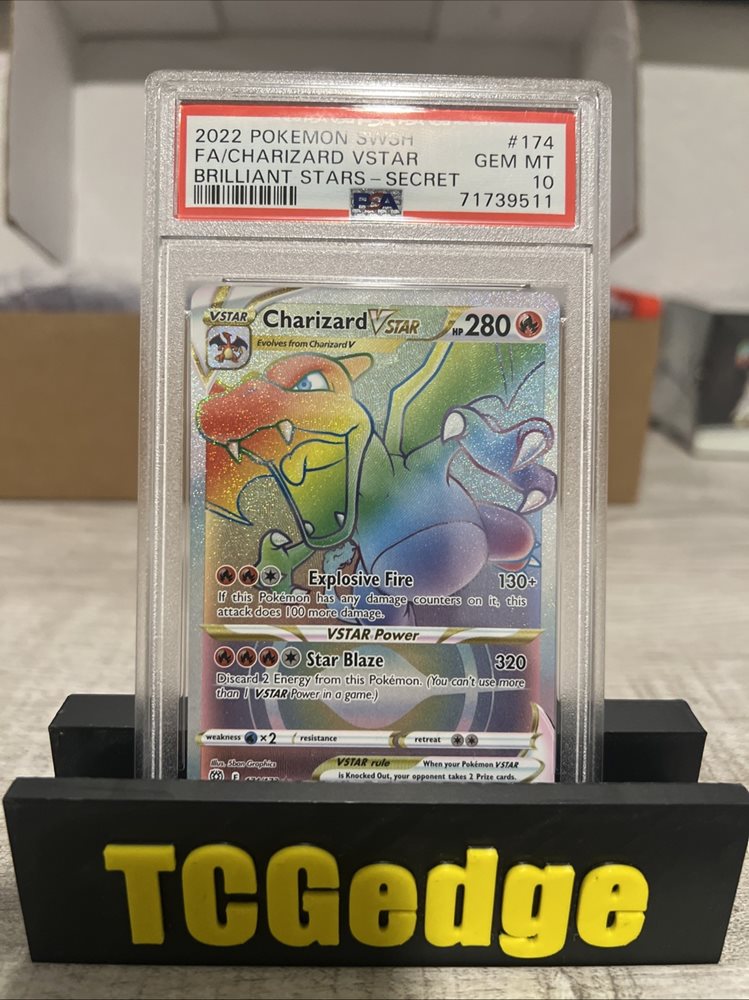 2022 POKEMON SWSH #174
FA/CHARIZARD VSTAR GEM MT
BRILLIANT STARS - SECRET 10
PSA 71739511
VSTAR Charizard VSTAR HP 280
Evolves from Charizard V
Explosive Fire 130+
If this Pokémon has any damage counters on it, this
attack does 100 more damage.
VSTAR Power
Star Blaze 320
Discard 2 Energy from this Pokémon. (You can't use more
than 1 VSTAR Power in a game.)
weakness ×2 resistance retreat
Illus. 5ban Graphics VSTAR rule When your Pokémon VSTAR
is Knocked Out, your opponent takes 2 Prize cards.
F
TCGedge